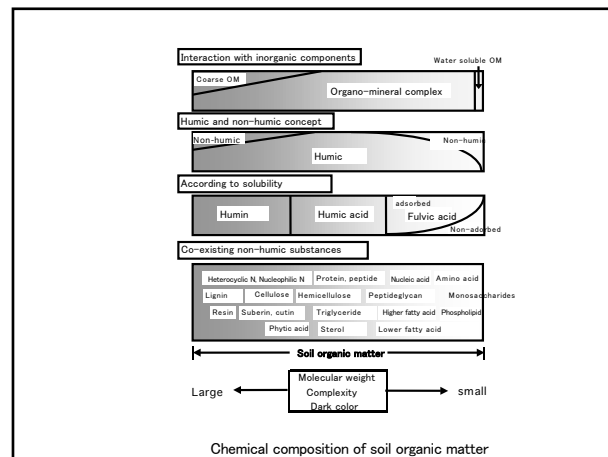 Interaction with inorganic components
Water soluble OM
Coarse OM
Organo-mineral complex
Humic and non-humic concept
Non-humic
Non-humic
Humic
According to solubility
Humin
Humic acid
adsorbed
Fulvic acid
Non-adorbed
Co-existing non-humic substances
Heterocyclic N, Nucleophilic N Protein, peptide Nucleic acid Amino acid
Lignin Cellulose Hemicellulose Peptideglycan Monosaccharides
Resin Suberin, cutin Triglyceride Higher fatty acid Phospholipid
Phytic acid Sterol Lower fatty acid
Soil organic matter
Large
Molecular weight
Complexity
Dark color
small
Chemical composition of soil organic matter